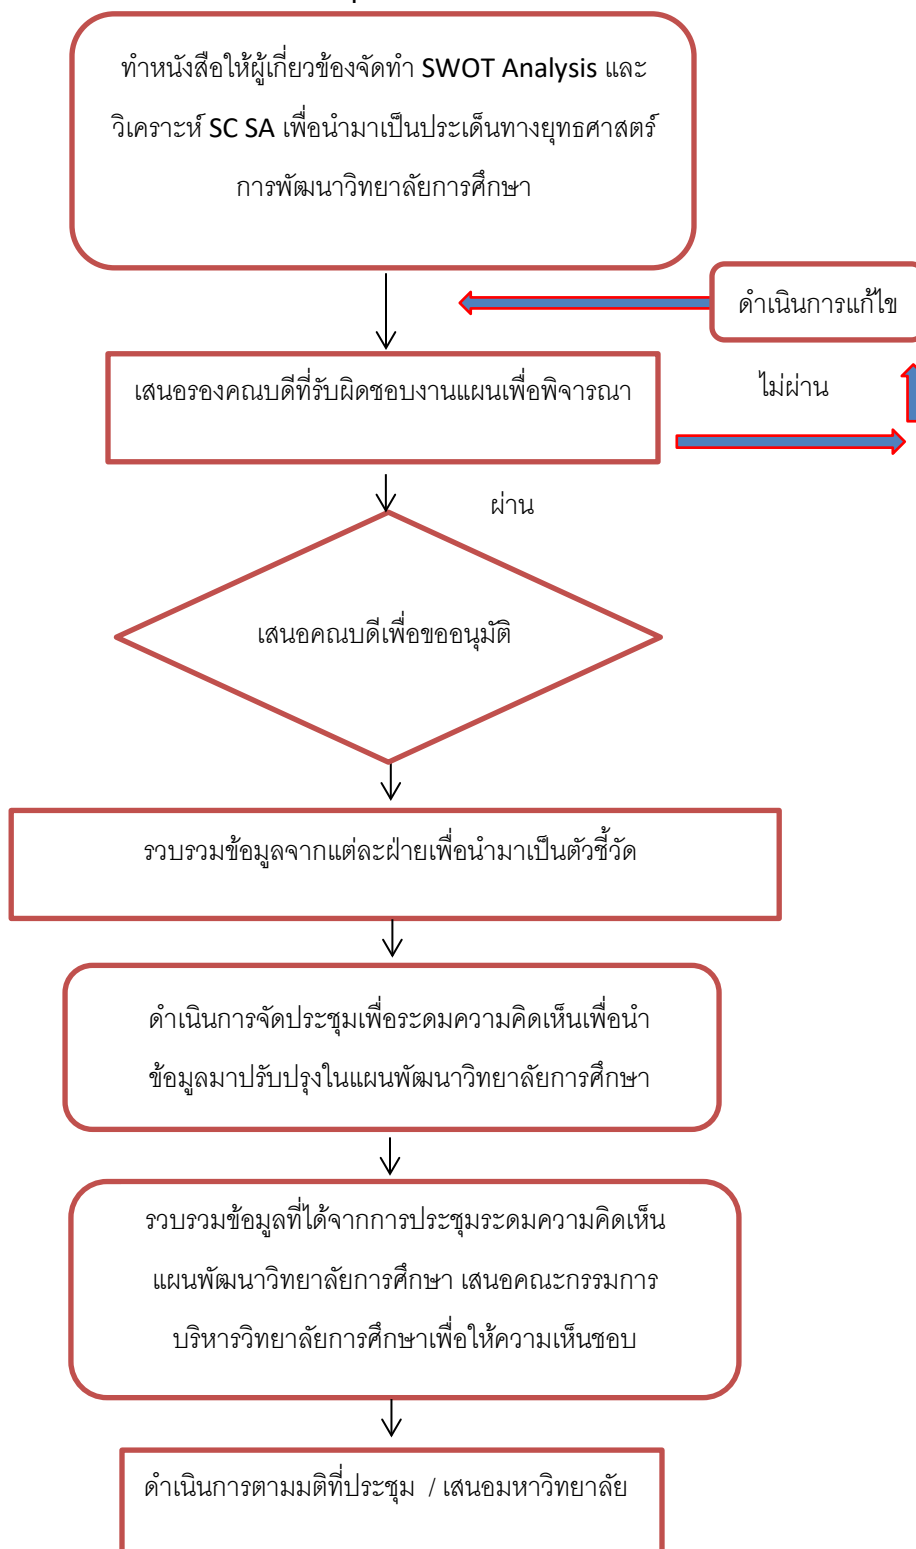 ทำหนังสือให้ผู้เกี่ยวข้องจัดทำ SWOT Analysis และ
วิเคราะห์ SC SA เพื่อนำมาเป็นประเด็นทางยุทธศาสตร์
การพัฒนาวิทยาลัยการศึกษา
ดำเนินการแก้ไข
เสนอรองคณบดีที่รับผิดชอบงานแผนเพื่อพิจารณา
ไม่ผ่าน
ผ่าน
เสนอคณบดีเพื่อขออนุมัติ
รวบรวมข้อมูลจากแต่ละฝ่ายเพื่อนำมาเป็นตัวชี้วัด
ดำเนินการจัดประชุมเพื่อระดมความคิดเห็นเพื่อนำ
ข้อมูลมาปรับปรุงในแผนพัฒนาวิทยาลัยการศึกษา
รวบรวมข้อมูลที่ได้จากการประชุมระดมความคิดเห็น
แผนพัฒนาวิทยาลัยการศึกษา เสนอคณะกรรมการ
บริหารวิทยาลัยการศึกษาเพื่อให้ความเห็นชอบ
ดำเนินการตามมติที่ประชุม / เสนอมหาวิทยาลัย